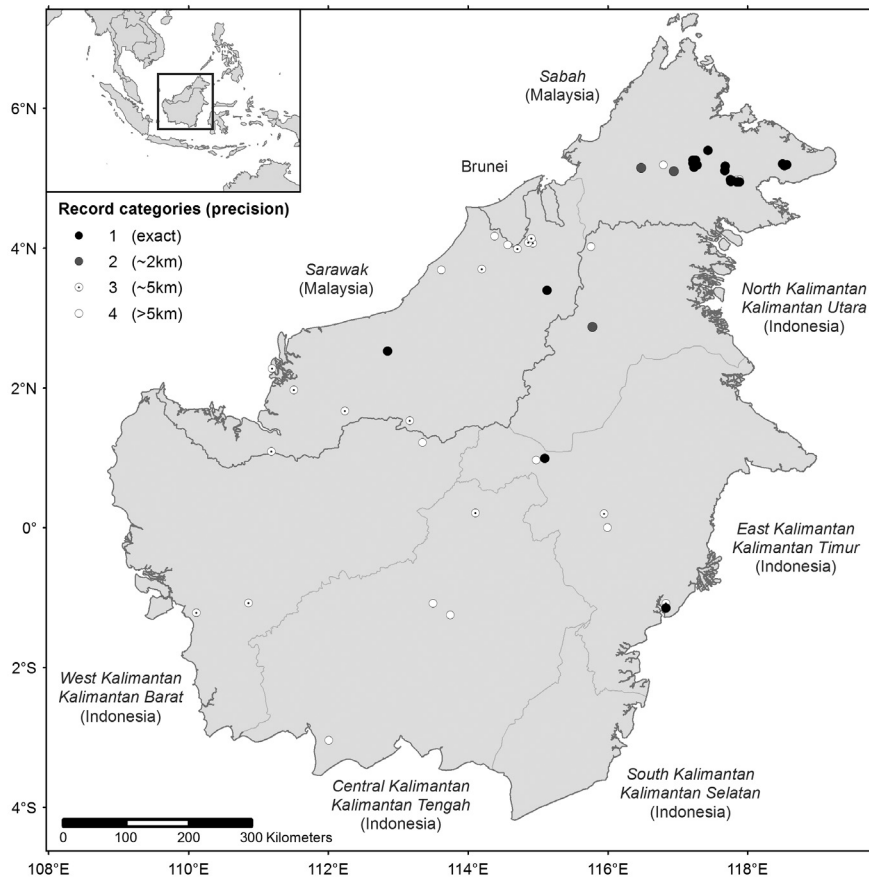 6°N
4°N
2°N
0°
2°S
4°S
Sabah
(Malaysia)
Brunei
Record categories (precision)
1 (exact)
2 (~2km)
3 (~5km)
4 (>5km)
Sarawak
(Malaysia)
North Kalimantan
Kalimantan Utara
(Indonesia)
East Kalimantan
Kalimantan Timur
(Indonesia)
West Kalimantan
Kalimantan Barat
(Indonesia)
Central Kalimantan
Kalimantan Tengah
(Indonesia)
South Kalimantan
Kalimantan Selatan
(Indonesia)
0 100 200 300 Kilometers
108°E 110°E 112°E 114°E 116°E 118°E